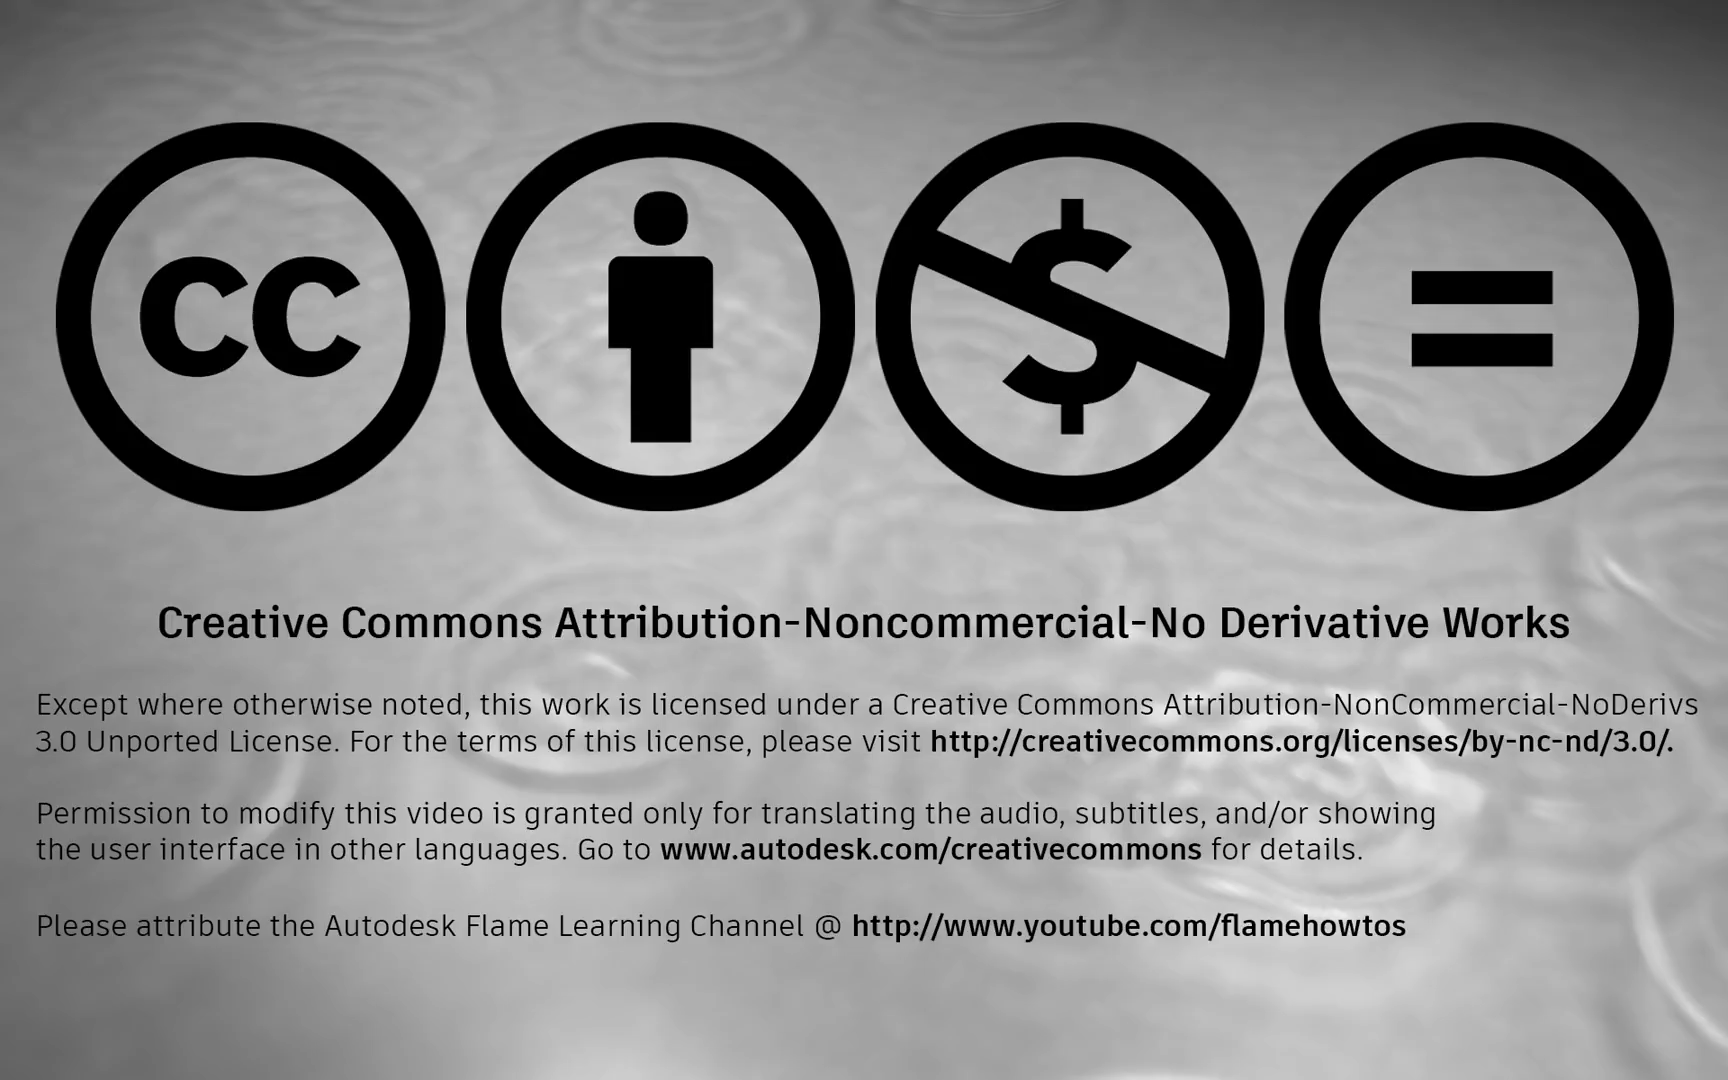 cc
$
=
Creative Commons Attribution-Noncommercial-No Derivative Works
Except where otherwise noted, this work is licensed under a Creative Commons Attribution-NonCommercial-NoDerivs
3.0 Unported License. For the terms of this license, please visit http://creativecommons.org/licenses/by-nc-nd/3.0/.
Permission to modify this video is granted only for translating the audio, subtitles, and/or showing
the user interface in other languages. Go to www.autodesk.com/creativecommons for details.
Please attribute the Autodesk Flame Learning Channel @ http://www.youtube.com/flamehowtos